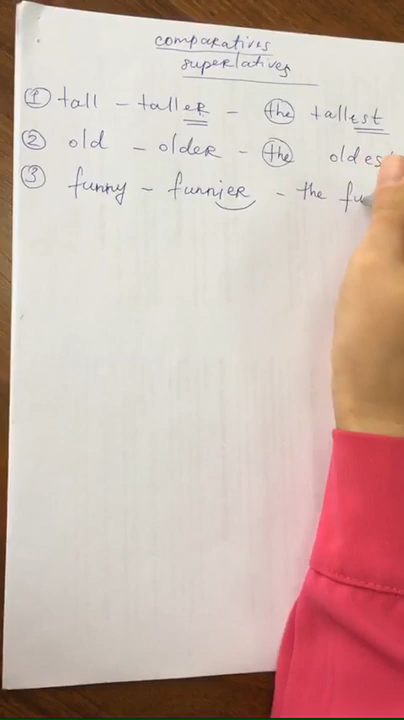 comparatives
superlatives
① tall - tallER - the tallest
② old - oldeR - the oldes
③ funny - funnieR - the fu